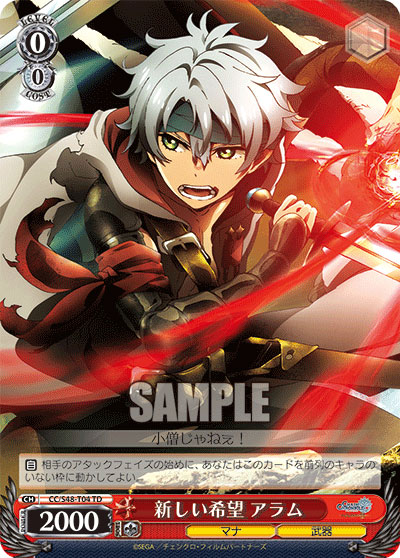 LEVEL
0
0
COST
SAMPLE
小僧じゃねぇ！
相手のアタックフェイズの始めに、あなたはこのカードを前列のキャラの
いない枠に動かしてよい。
CH CC/S48-T04 TD
新しい希望 アラム
POWER
2000
マナ
武器
©SEGA／チェンクロ・フィルムパートナーズ